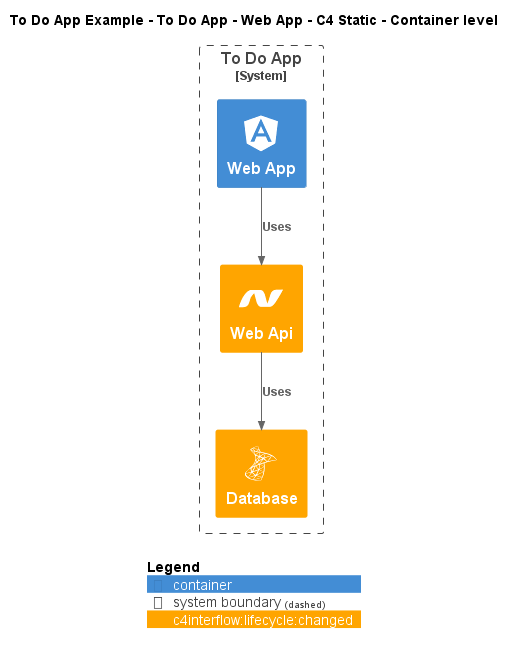 To Do App Example - To Do App - Web App - C4 Static - Container level
To Do App
[System]
Web App
Uses
Web Api
Uses
Database
Legend
container
system boundary (dashed)
c4interflow:lifecycle:changed